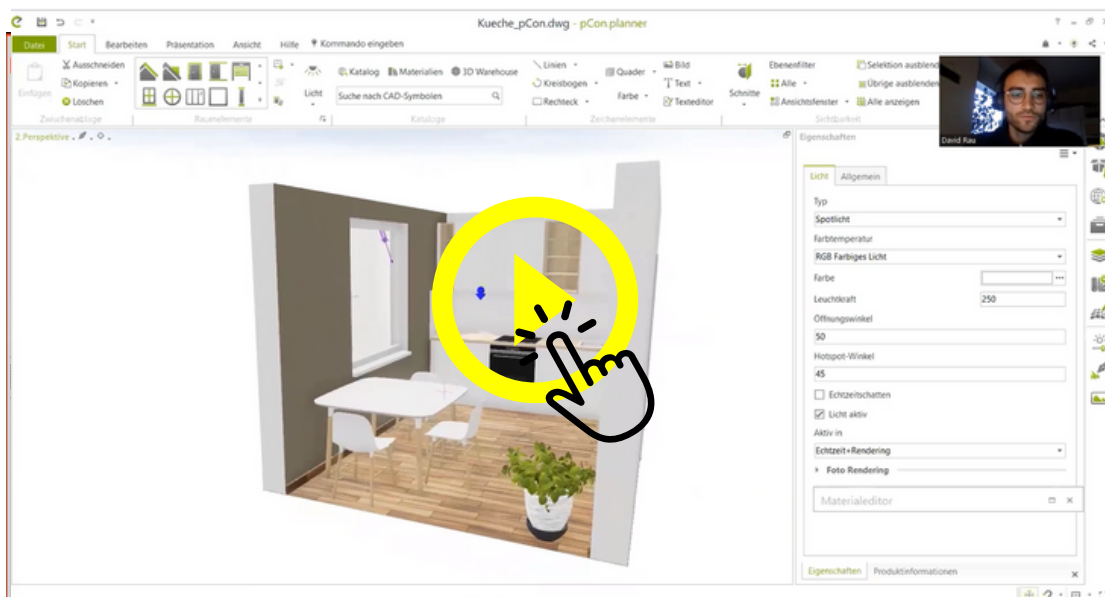 Kueche_pCon.dwg - pCon.planner
Datei Start Bearbeiten Präsentation Ansicht Hilfe Kommando eingeben
Ausschneiden
Kopieren
Löschen
Einfügen
Zwischenablage
Raumelemente
Licht
Katalog Materialien 3D Warehouse
Suche nach CAD-Symbolen
Kataloge
Linien
Kreisbogen
Rechteck
Quader
Farbe
Bild
Text
Texteditor
Zeichenelemente
Schnitte
Ebenenfilter
Alle
Ansichtsfenster
Selektion ausblenden
Übrige ausblenden
Alle anzeigen
Sichtbarkeit
David Rau
2.Perspektive
Eigenschaften
Licht Allgemein
Typ
Spotlicht
Farbtemperatur
RGB Farbiges Licht
Farbe
Leuchtkraft 250
Öffnungswinkel
50
Hotspot-Winkel
45
Echtzeitschatten
Licht aktiv
Aktiv in
Echtzeit+Rendering
Foto Rendering
Materialeditor
Eigenschaften Produktinformationen